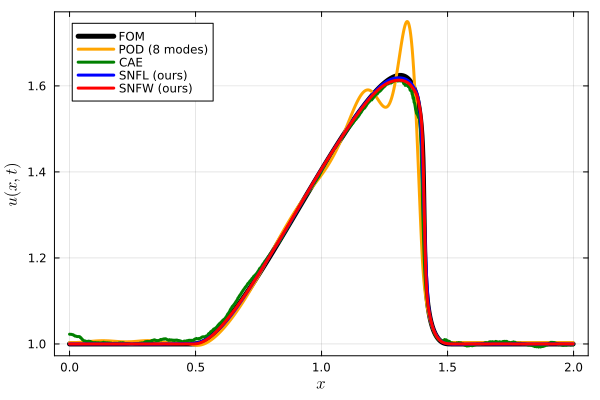 FOM
POD (8 modes)
CAE
SNFL (ours)
SNFW (ours)
u(x, t)
1.6
1.4
1.2
1.0
0.0 0.5 1.0 1.5 2.0
x